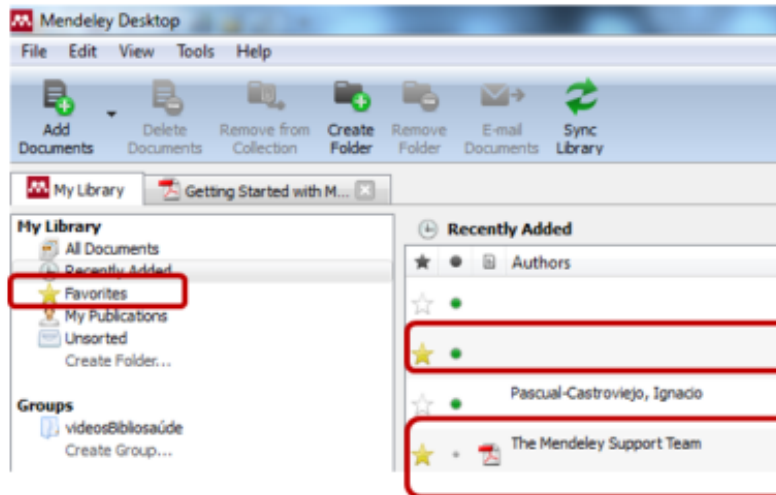 Mendeley Desktop
File Edit View Tools Help
Add Documents
Delete Documents
Remove from Collection
Create Folder
Remove Folder
E-mail Documents
Sync Library
My Library
Getting Started with M...
My Library
All Documents
Recently Added
Favorites
My Publications
Unsorted
Create Folder...
Groups
videosBibliosaúde
Create Group...
Recently Added
Authors
Pascual-Castroviejo, Ignacio
The Mendeley Support Team